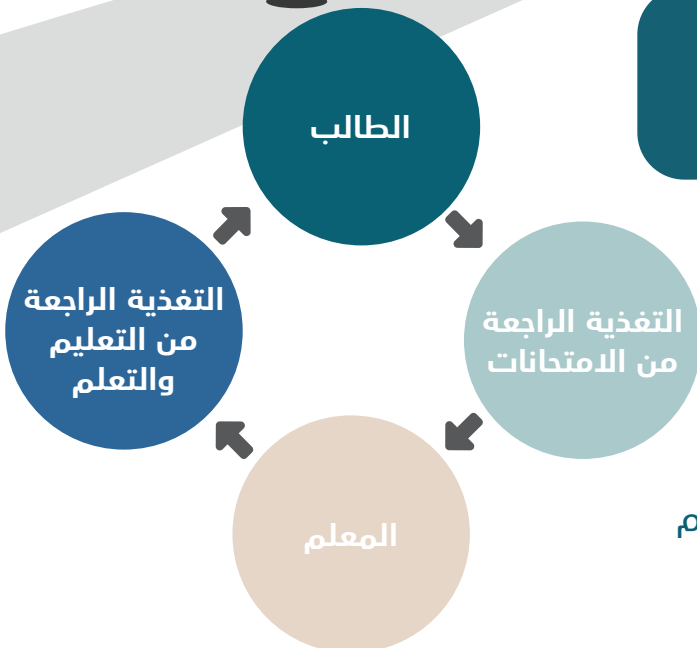 الطالب
التغذية الراجعة
من الامتحانات
التغذية الراجعة
من التعليم
والتعلم
المعلم